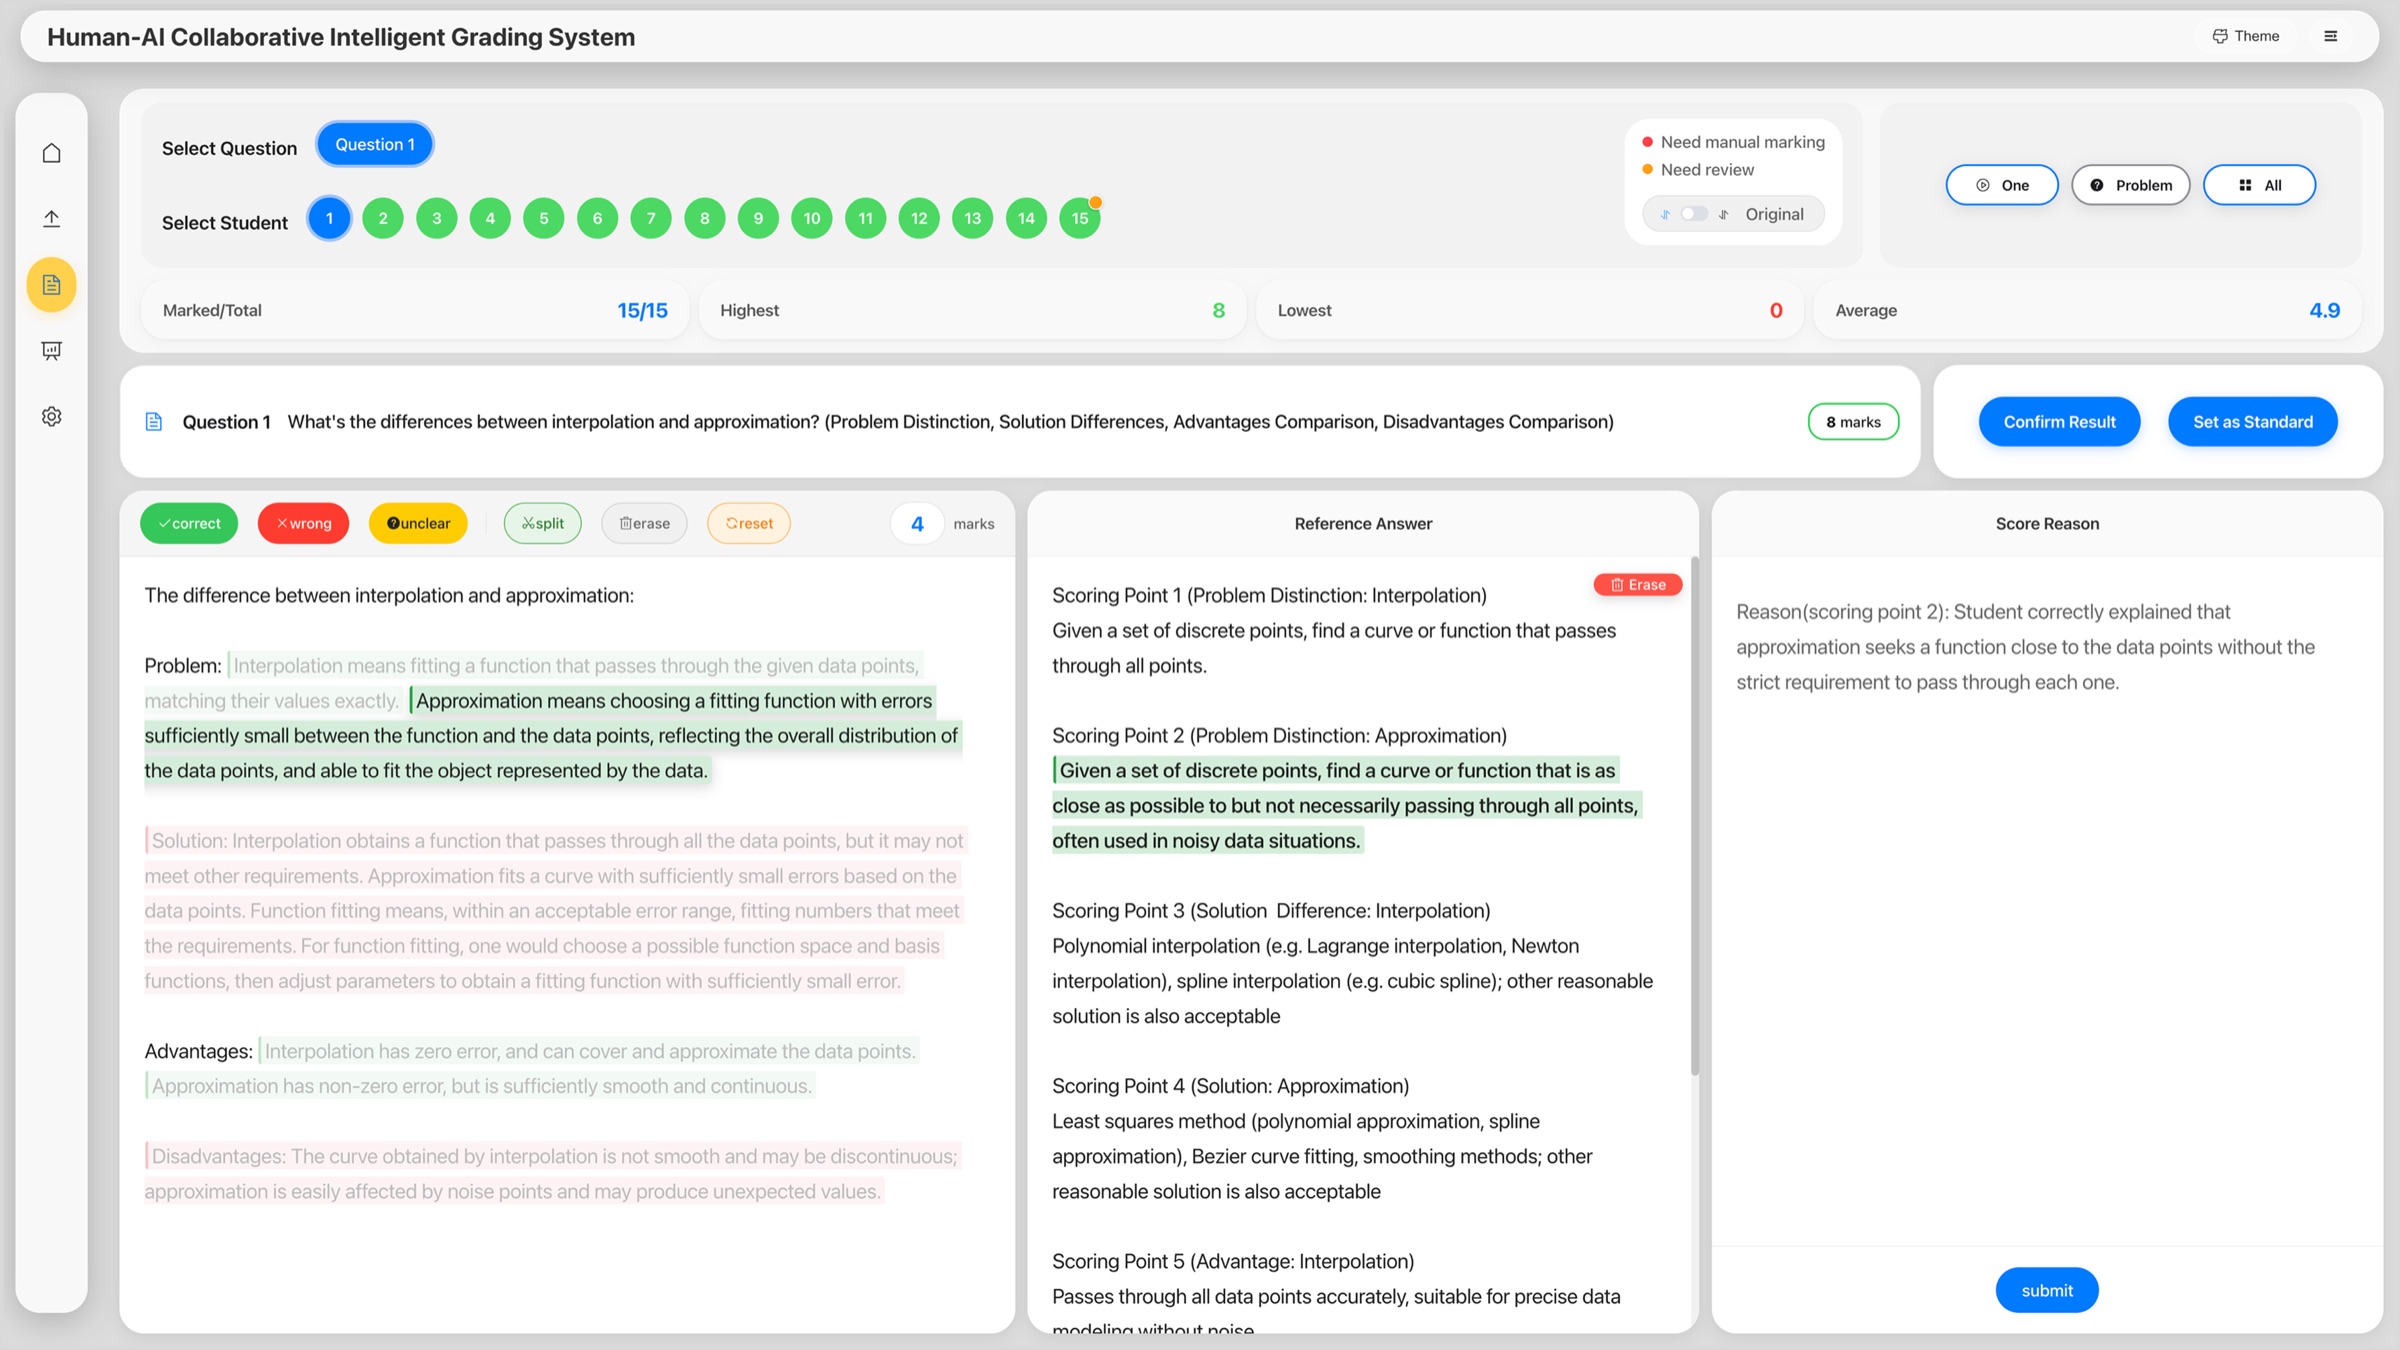 Human-AI Collaborative Intelligent Grading System
Theme
Select Question
Question 1
Select Student
1 2 3 4 5 6 7 8 9 10 11 12 13 14 15
Need manual marking
Need review
Original
One
Problem
All
Marked/Total 15/15
Highest 8
Lowest 0
Average 4.9
Question 1 What's the differences between interpolation and approximation? (Problem Distinction, Solution Differences, Advantages Comparison, Disadvantages Comparison)
8 marks
Confirm Result
Set as Standard
correct
wrong
unclear
split
erase
reset
4 marks
The difference between interpolation and approximation:
Problem: Interpolation means fitting a function that passes through the given data points,
matching their values exactly. Approximation means choosing a fitting function with errors
sufficiently small between the function and the data points, reflecting the overall distribution of
the data points, and able to fit the object represented by the data.
Solution: Interpolation obtains a function that passes through all the data points, but it may not
meet other requirements. Approximation fits a curve with sufficiently small errors based on the
data points. Function fitting means, within an acceptable error range, fitting numbers that meet
the requirements. For function fitting, one would choose a possible function space and basis
functions, then adjust parameters to obtain a fitting function with sufficiently small error.
Advantages: Interpolation has zero error, and can cover and approximate the data points.
Approximation has non-zero error, but is sufficiently smooth and continuous.
Disadvantages: The curve obtained by interpolation is not smooth and may be discontinuous;
approximation is easily affected by noise points and may produce unexpected values.
Reference Answer
Erase
Scoring Point 1 (Problem Distinction: Interpolation)
Given a set of discrete points, find a curve or function that passes
through all points.
Scoring Point 2 (Problem Distinction: Approximation)
Given a set of discrete points, find a curve or function that is as
close as possible to but not necessarily passing through all points,
often used in noisy data situations.
Scoring Point 3 (Solution Difference: Interpolation)
Polynomial interpolation (e.g. Lagrange interpolation, Newton
interpolation), spline interpolation (e.g. cubic spline); other reasonable
solution is also acceptable
Scoring Point 4 (Solution: Approximation)
Least squares method (polynomial approximation, spline
approximation), Bezier curve fitting, smoothing methods; other
reasonable solution is also acceptable
Scoring Point 5 (Advantage: Interpolation)
Passes through all data points accurately, suitable for precise data
modeling without noise
Score Reason
Reason(scoring point 2): Student correctly explained that
approximation seeks a function close to the data points without the
strict requirement to pass through each one.
submit